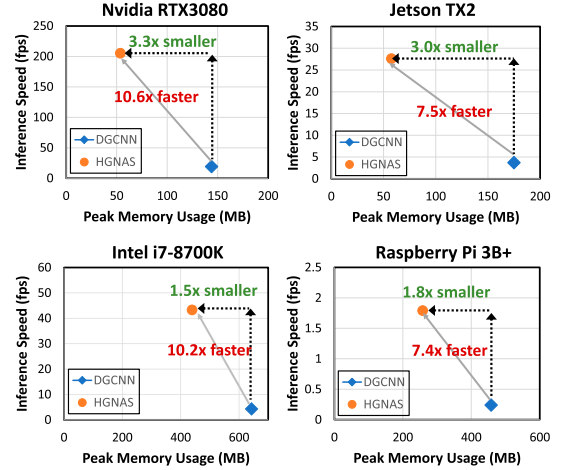 Nvidia RTX3080
Inference Speed (fps)
250
200
150
100
50
0
3.3x smaller
10.6x faster
DGCNN
HGNAS
0 50 100 150 200
Peak Memory Usage (MB)
Jetson TX2
Inference Speed (fps)
35
30
25
20
15
10
5
0
3.0x smaller
7.5x faster
DGCNN
HGNAS
0 50 100 150 200
Peak Memory Usage (MB)
Intel i7-8700K
Inference Speed (fps)
60
50
40
30
20
10
0
1.5x smaller
10.2x faster
DGCNN
HGNAS
0 200 400 600
Peak Memory Usage (MB)
Raspberry Pi 3B+
Inference Speed (fps)
2.5
2
1.5
1
0.5
0
1.8x smaller
7.4x faster
DGCNN
HGNAS
0 200 400 600
Peak Memory Usage (MB)